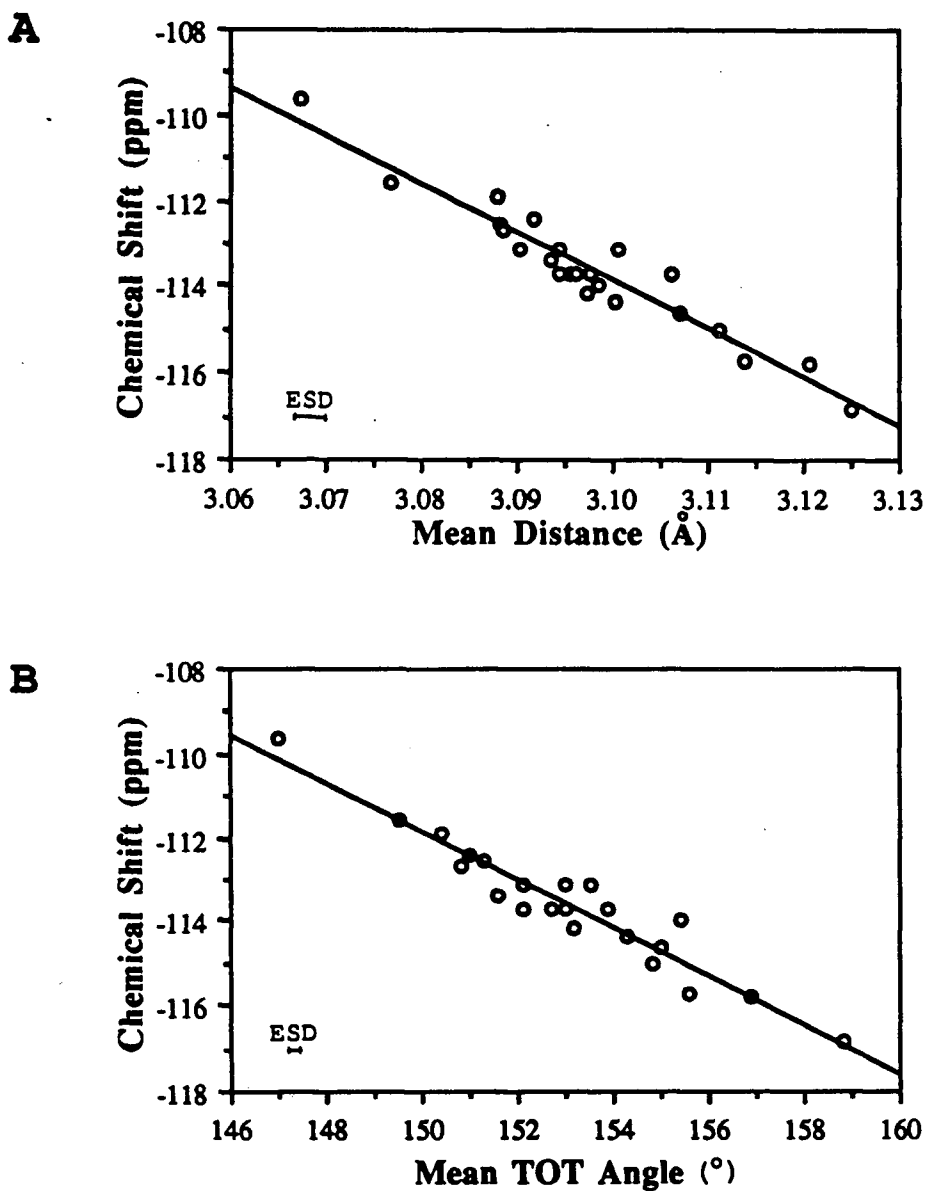 A
Chemical Shift (ppm)
-108
-110
-112
-114
-116
-118
ESD
3.06 3.07 3.08 3.09 3.10 3.11 3.12 3.13
Mean Distance (Å)
B
Chemical Shift (ppm)
-108
-110
-112
-114
-116
-118
ESD
146 148 150 152 154 156 158 160
Mean TOT Angle (°)